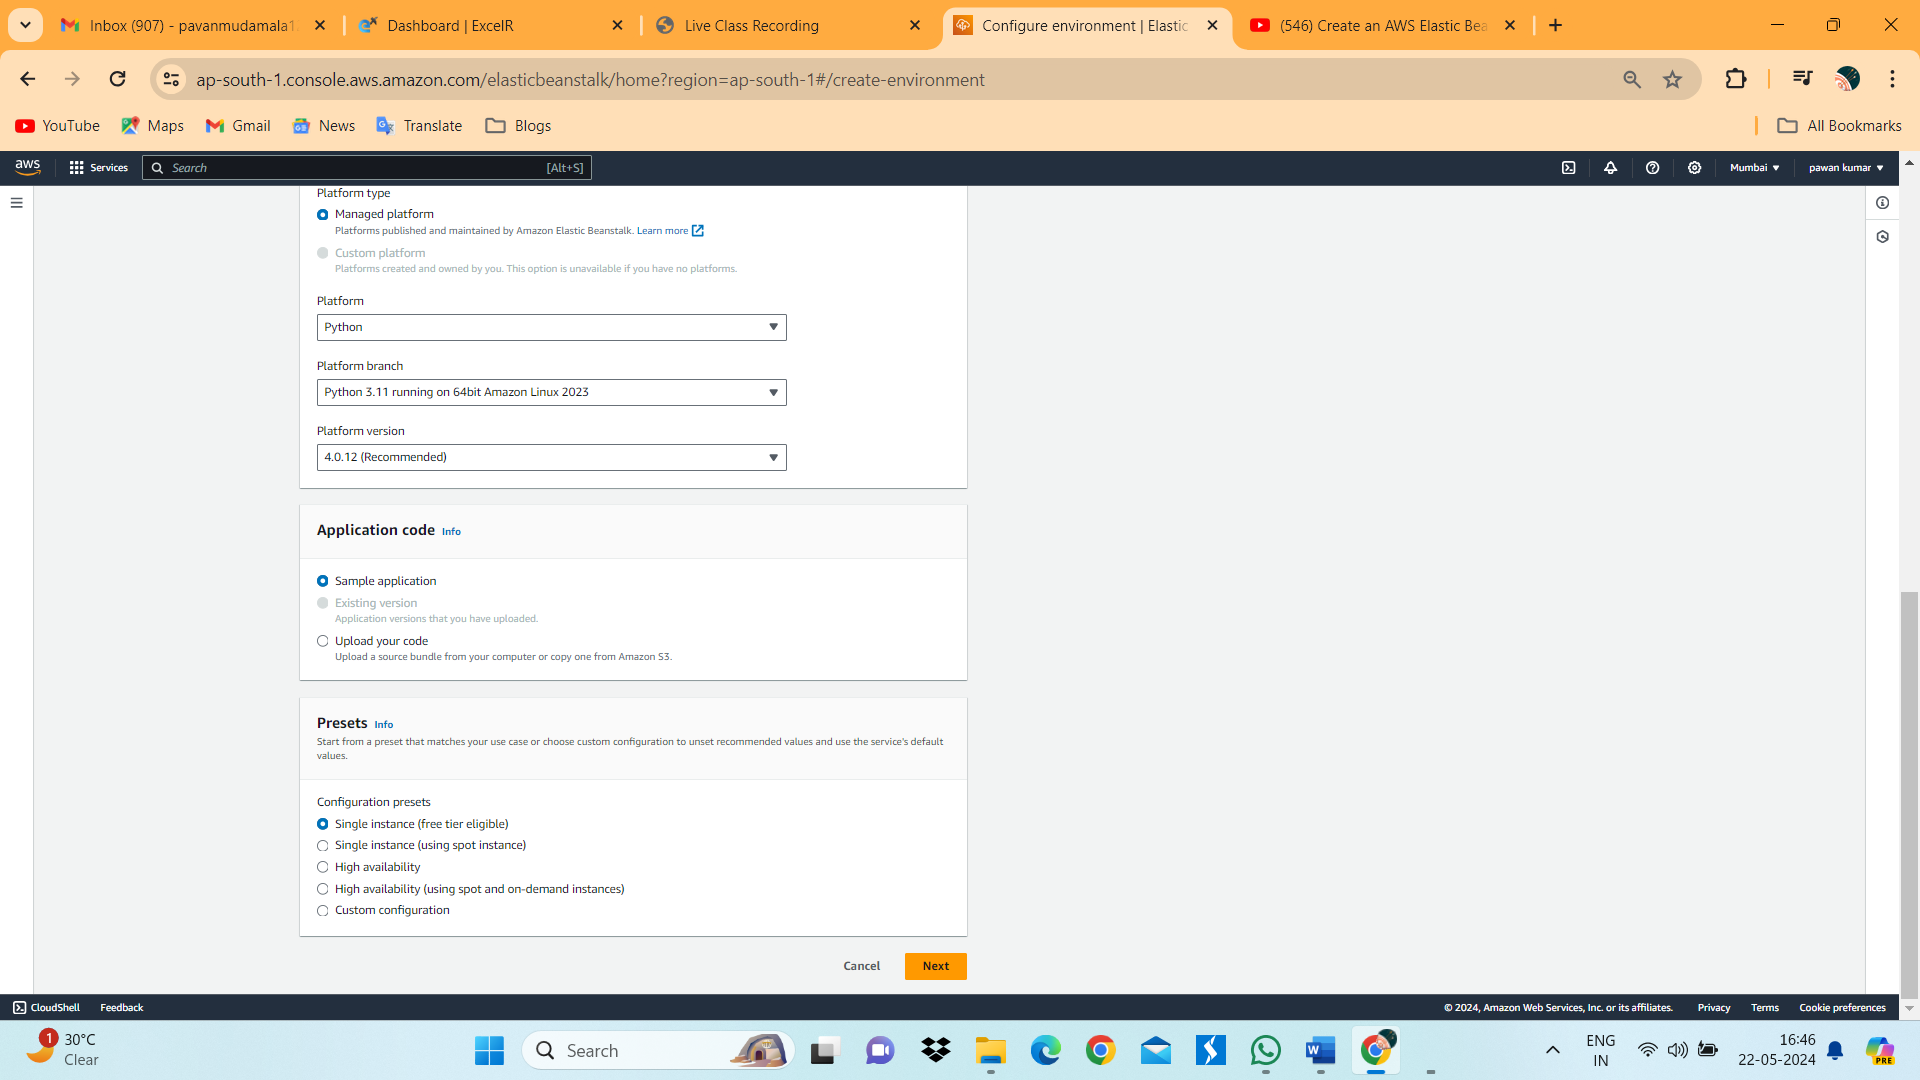 Inbox (907) - pavanmudamala1
Dashboard | ExcelR
Live Class Recording
Configure environment | Elastic
(546) Create an AWS Elastic Bea
ap-south-1.console.aws.amazon.com/elasticbeanstalk/home?region=ap-south-1#/create-environment
YouTube
Maps
Gmail
News
Translate
Blogs
All Bookmarks
aws
Services
Search
[Alt+S]
Mumbai
pawan kumar
Platform type
Managed platform
Platforms published and maintained by Amazon Elastic Beanstalk. Learn more
Custom platform
Platforms created and owned by you. This option is unavailable if you have no platforms.
Platform
Python
Platform branch
Python 3.11 running on 64bit Amazon Linux 2023
Platform version
4.0.12 (Recommended)
Application code Info
Sample application
Existing version
Application versions that you have uploaded.
Upload your code
Upload a source bundle from your computer or copy one from Amazon S3.
Presets Info
Start from a preset that matches your use case or choose custom configuration to unset recommended values and use the service's default
values.
Configuration presets
Single instance (free tier eligible)
Single instance (using spot instance)
High availability
High availability (using spot and on-demand instances)
Custom configuration
Cancel
Next
CloudShell
Feedback
© 2024, Amazon Web Services, Inc. or its affiliates.
Privacy
Terms
Cookie preferences
1
30°C
Clear
Search
W
ENG
IN
16:46
22-05-2024
PRE